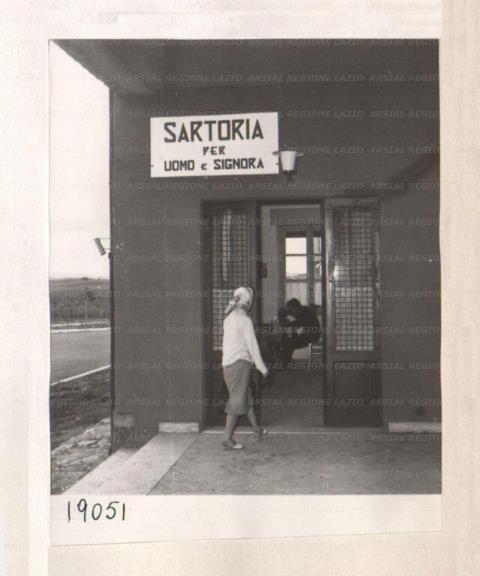 SARTORIA
PER
UOMO E SIGNORA
19051
ARSIAL REGIONE LAZIO